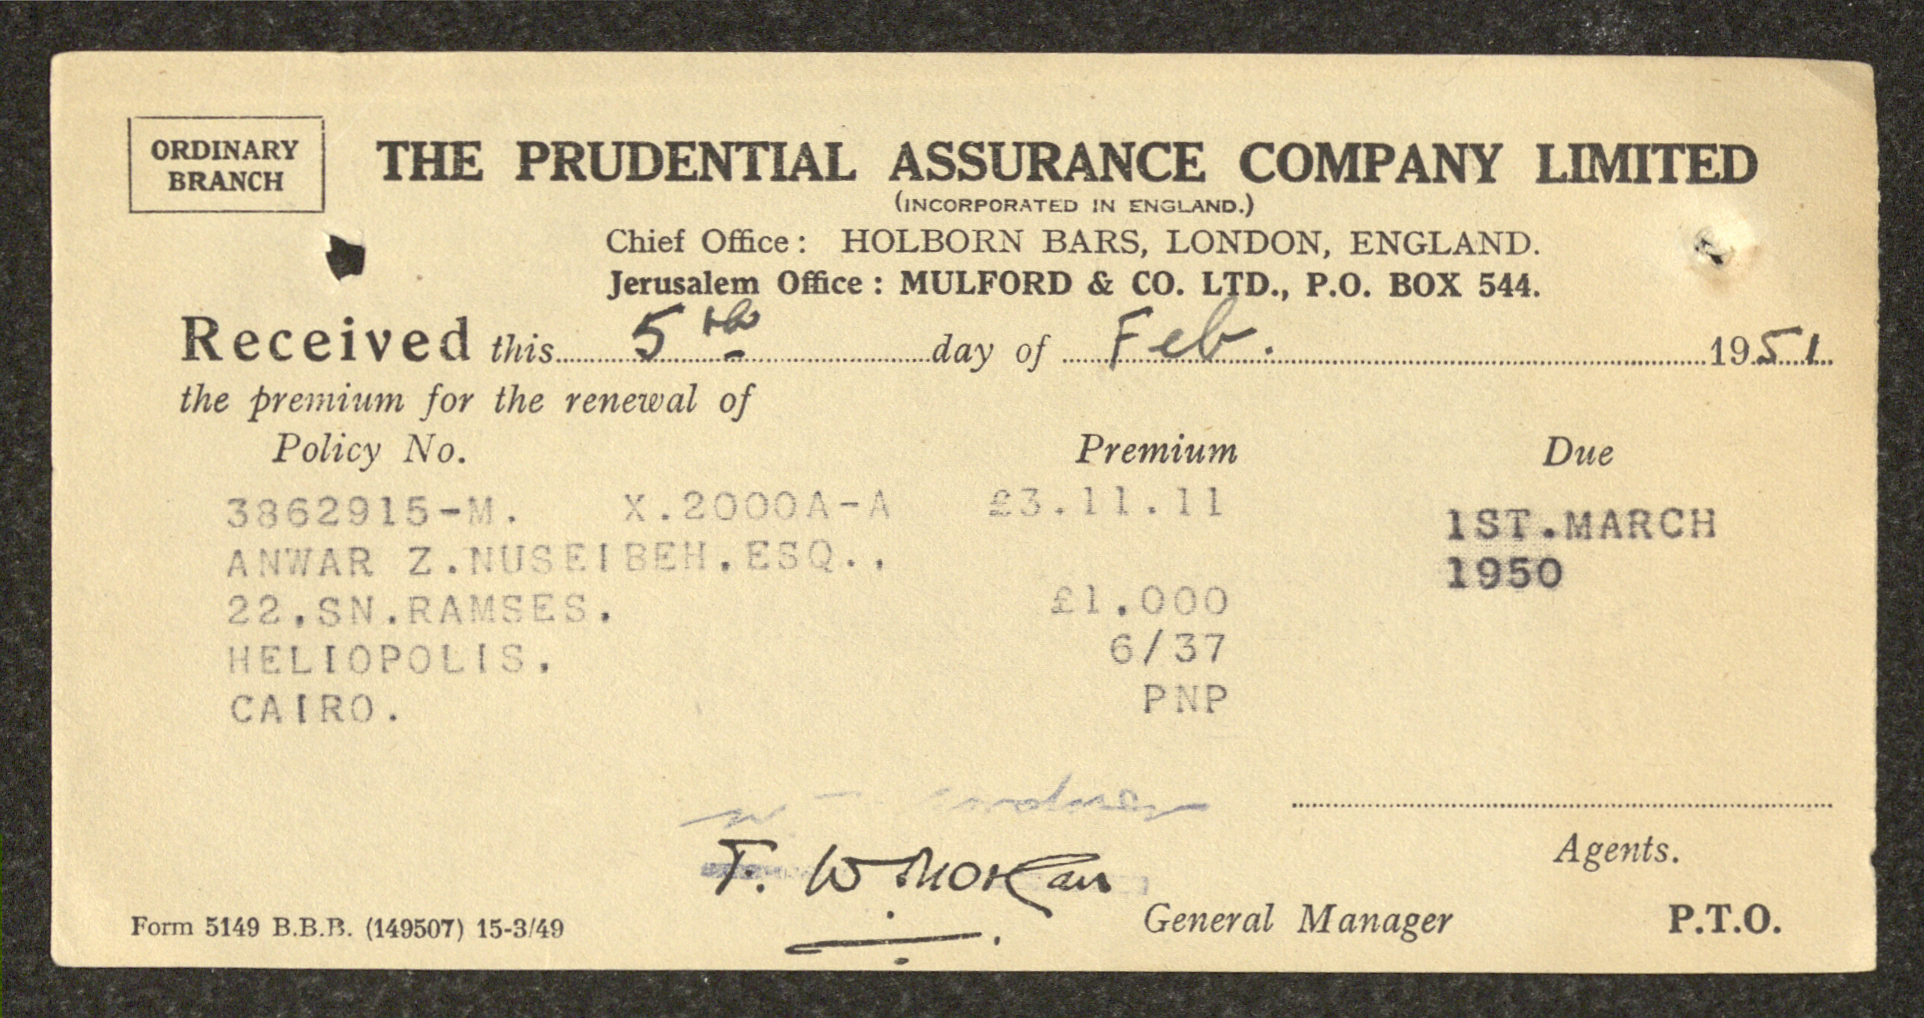 ORDINARY
BRANCH
THE PRUDENTIAL ASSURANCE COMPANY LIMITED
(INCORPORATED IN ENGLAND.)
Chief Office: HOLBORN BARS, LONDON, ENGLAND.
Jerusalem Office: MULFORD & CO. LTD., P.O. BOX 544.
Received this 5th day of Feb. 1951
the premium for the renewal of
Policy No. Premium Due
3862915-M. X.2000A-A £3.11.11
1ST.MARCH
ANWAR Z.NUSEIBEH.ESQ..
1950
22.SN.RAMSES. £1.000
HELIOPOLIS. 6/37
CAIRO. PNP
Agents.
F. W. Morgan
General Manager P.T.O.
Form 5149 B.B.B. (149507) 15-3/49